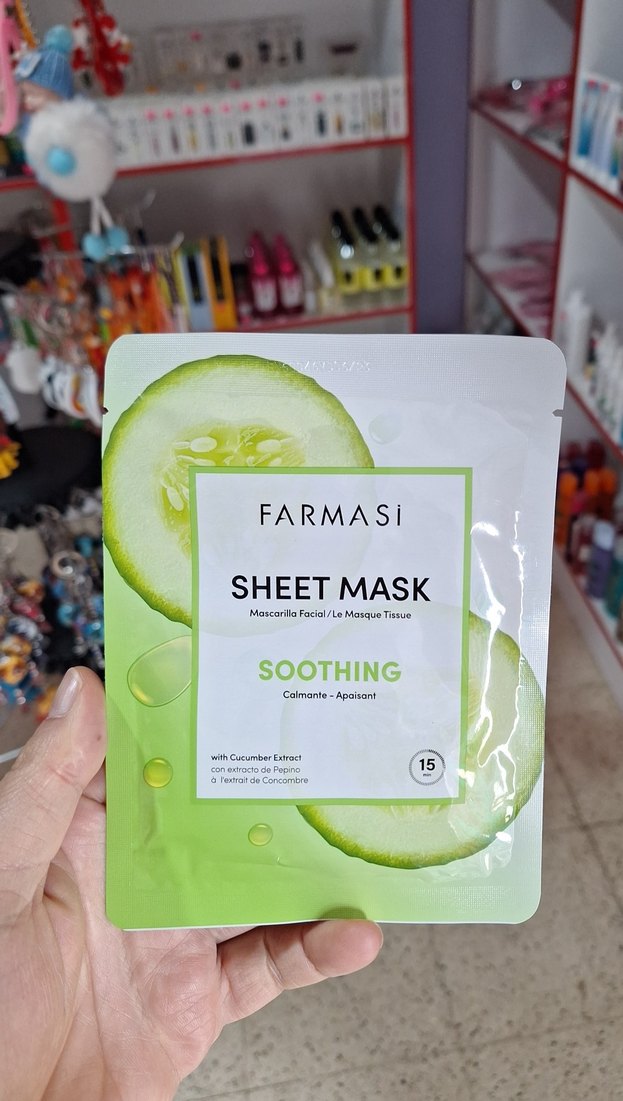 FARMASi
SHEET MASK
Mascarilla Facial / Le Masque Tissue
SOOTHING
Calmante - Apaisant
with Cucumber Extract
con extracto de Pepino
à l'extrait de Concombre
15
min